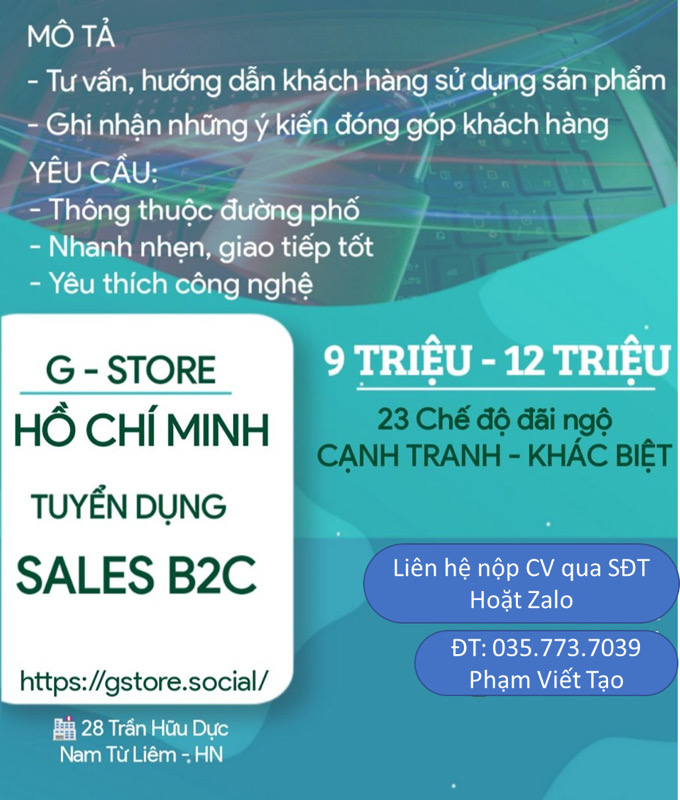 MÔ TẢ
- Tư vấn, hướng dẫn khách hàng sử dụng sản phẩm
- Ghi nhận những ý kiến đóng góp khách hàng
YÊU CẦU:
- Thông thuộc đường phố
- Nhanh nhẹn, giao tiếp tốt
- Yêu thích công nghệ
G - STORE
HỒ CHÍ MINH
TUYỂN DỤNG
SALES B2C
https://gstore.social/
28 Trần Hữu Dực
Nam Từ Liêm - HN
9 TRIỆU - 12 TRIỆU
23 Chế độ đãi ngộ
CẠNH TRANH - KHÁC BIỆT
Liên hệ nộp CV qua SĐT
Hoặt Zalo
ĐT: 035.773.7039
Phạm Viết Tạo